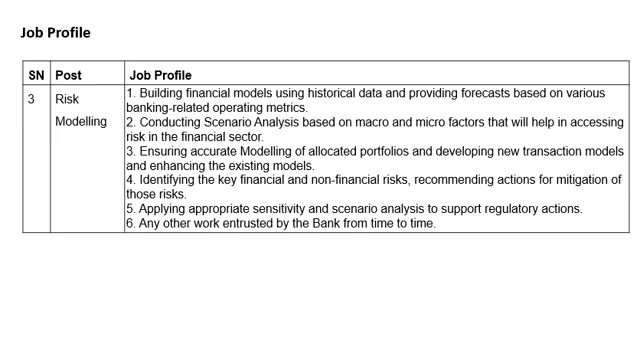 Job Profile
SN Post Job Profile
3 Risk Modelling
1. Building financial models using historical data and providing forecasts based on various
banking-related operating metrics.
2. Conducting Scenario Analysis based on macro and micro factors that will help in accessing
risk in the financial sector.
3. Ensuring accurate Modelling of allocated portfolios and developing new transaction models
and enhancing the existing models.
4. Identifying the key financial and non-financial risks, recommending actions for mitigation of
those risks.
5. Applying appropriate sensitivity and scenario analysis to support regulatory actions.
6. Any other work entrusted by the Bank from time to time.